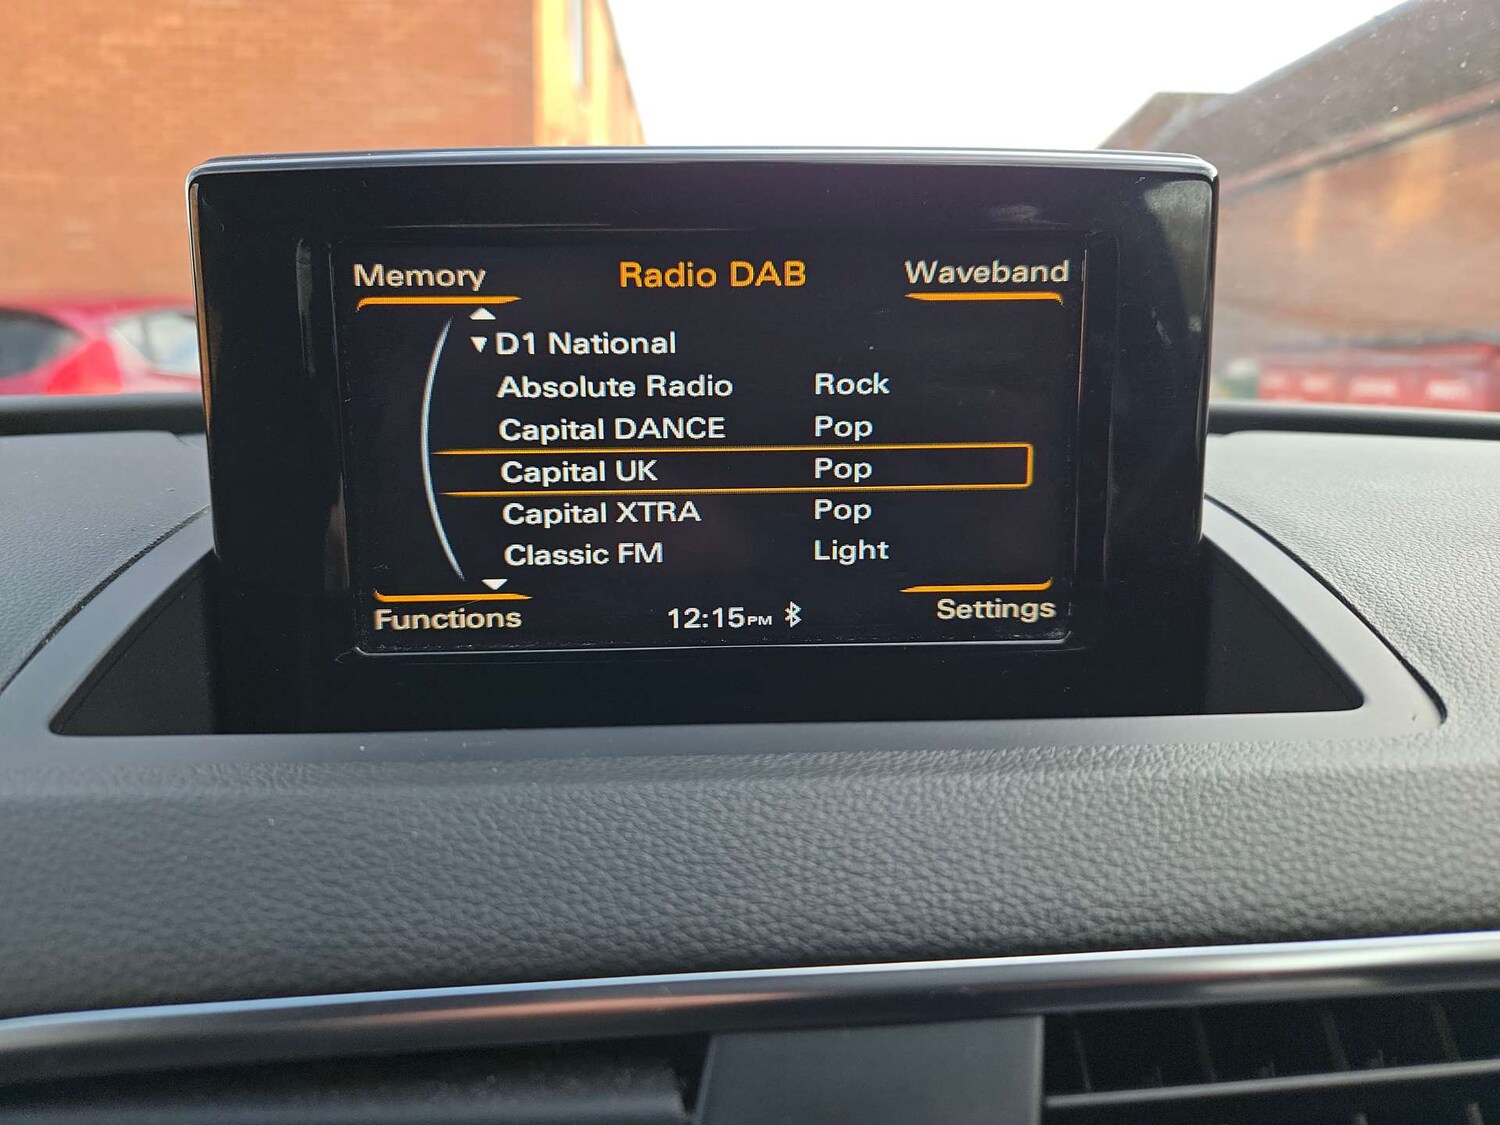 Memory Radio DAB Waveband
D1 National
Absolute Radio Rock
Capital DANCE Pop
Capital UK Pop
Capital XTRA Pop
Classic FM Light
Functions 12:15PM Settings